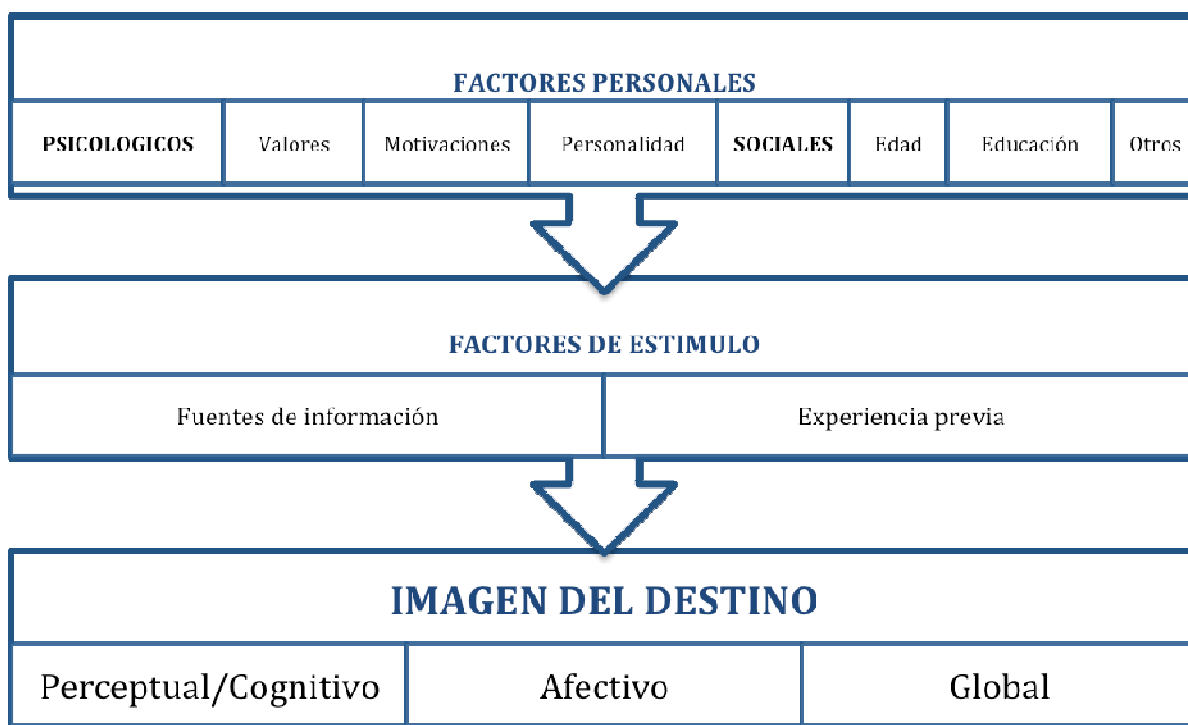 FACTORES PERSONALES
PSICOLOGICOS Valores Motivaciones Personalidad SOCIALES Edad Educación Otros
FACTORES DE ESTIMULO
Fuentes de información Experiencia previa
IMAGEN DEL DESTINO
Perceptual/Cognitivo Afectivo Global